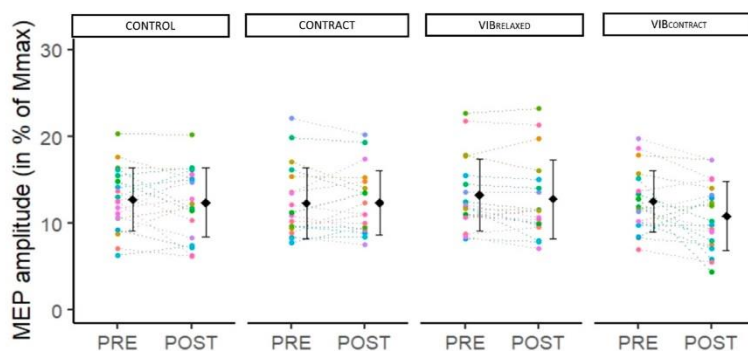 CONTROL
CONTRACT
VIBRELAXED
VIBCONTRACT
MEP amplitude (in % of Mmax)
30
20
10
0
PRE POST
PRE POST
PRE POST
PRE POST